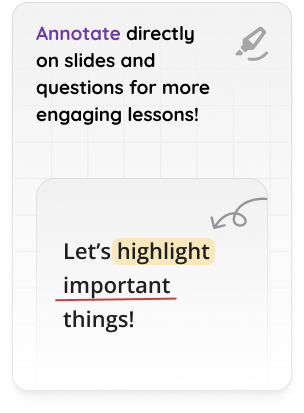 Annotate directly
on slides and
questions for more
engaging lessons!
Let's highlight
important
things!